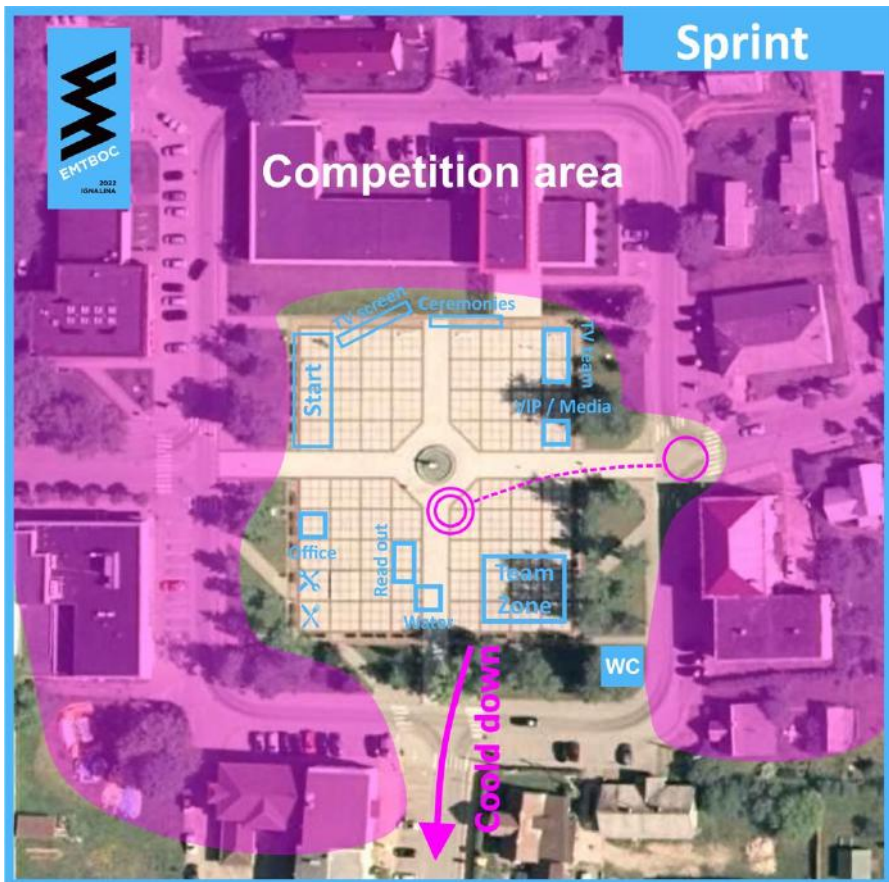 Sprint
EMTBOC
2022
IGNALINA
Competition area
TV screen
Ceremonies
TV team
Start
VIP / Media
Office
Read out
Team
Zone
Water
WC
Coold down